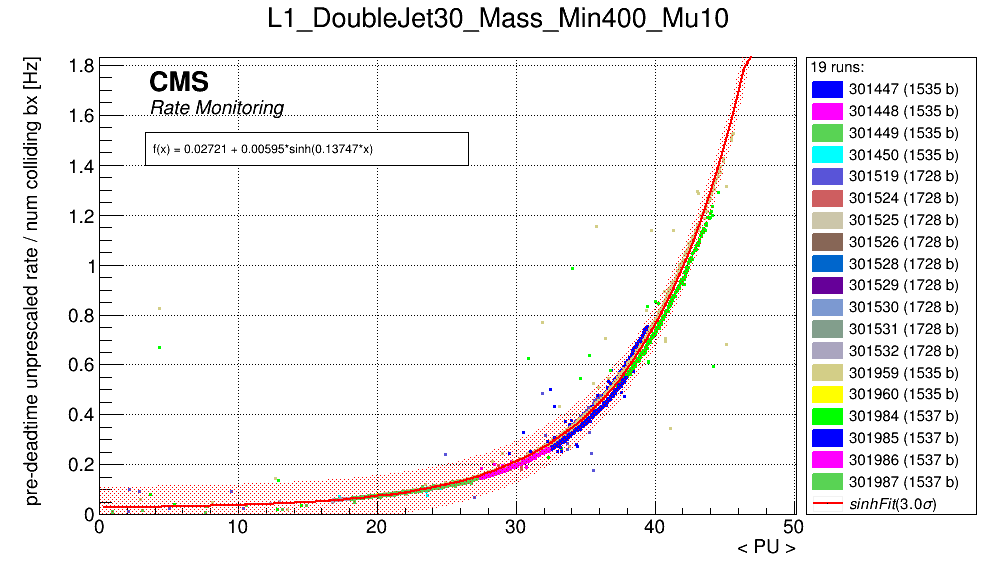 L1_DoubleJet30_Mass_Min400_Mu10
pre-deadtime unprescaled rate / num colliding bx [Hz]
1.8
1.6
1.4
1.2
1
0.8
0.6
0.4
0.2
0
CMS
Rate Monitoring
f(x) = 0.02721 + 0.00595*sinh(0.13747*x)
0 10 20 30 40 50
< PU >
19 runs:
301447 (1535 b)
301448 (1535 b)
301449 (1535 b)
301450 (1535 b)
301519 (1728 b)
301524 (1728 b)
301525 (1728 b)
301526 (1728 b)
301528 (1728 b)
301529 (1728 b)
301530 (1728 b)
301531 (1728 b)
301532 (1728 b)
301959 (1535 b)
301960 (1535 b)
301984 (1537 b)
301985 (1537 b)
301986 (1537 b)
301987 (1537 b)
sinhFit(3.0σ)